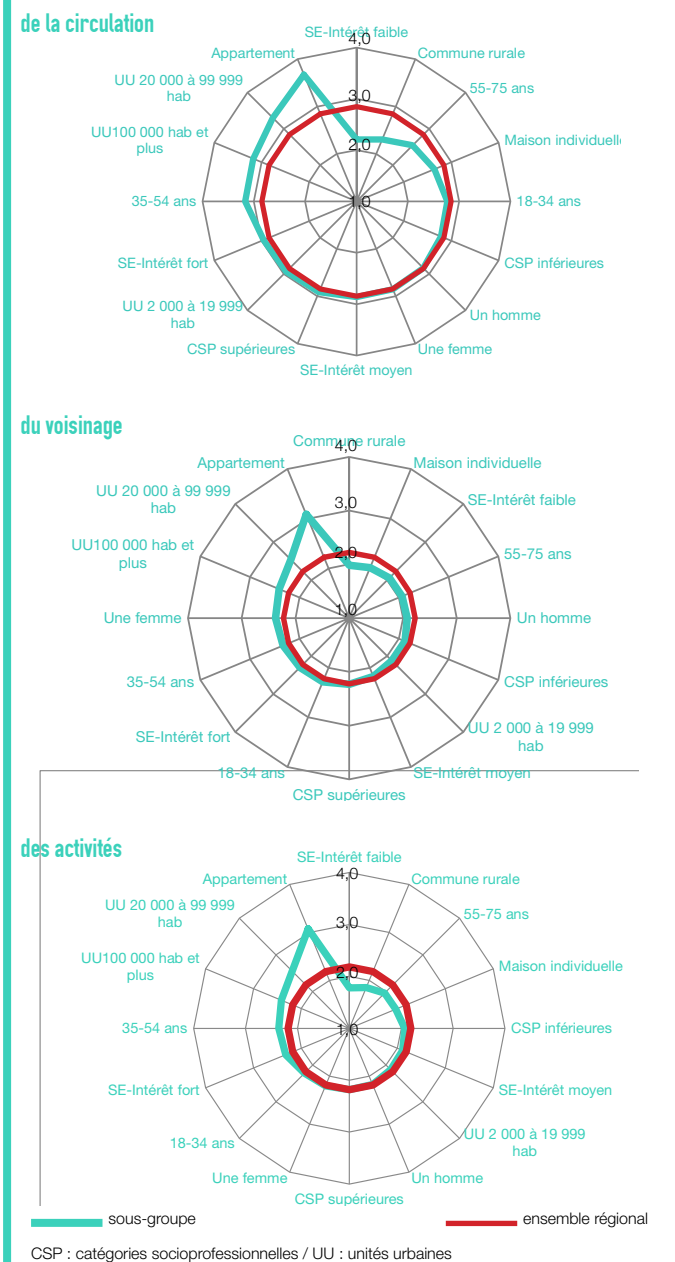 de la circulation
SE-Intérêt faible
4,0
Appartement
Commune rurale
UU 20 000 à 99 999
hab
55-75 ans
3,0
UU100 000 hab et
plus
Maison individuell
2,0
35-54 ans
1,0
18-34 ans
SE-Intérêt fort
CSP inférieures
UU 2 000 à 19 999
hab
Un homme
CSP supérieures
Une femme
SE-Intérêt moyen
du voisinage
Commune rurale
4,0
Appartement
Maison individuelle
UU 20 000 à 99 999
hab
SE-Intérêt faible
3,0
UU100 000 hab et
plus
55-75 ans
2,0
1,0
Une femme
Un homme
35-54 ans
CSP inférieures
SE-Intérêt fort
UU 2 000 à 19 999
hab
18-34 ans
SE-Intérêt moyen
CSP supérieures
des activités
SE-Intérêt faible
4,0
Appartement
Commune rurale
UU 20 000 à 99 999
hab
55-75 ans
3,0
UU100 000 hab et
plus
Maison individuelle
2,0
35-54 ans
1,0
CSP inférieures
SE-Intérêt fort
SE-Intérêt moyen
18-34 ans
UU 2 000 à 19 999
hab
Une femme
Un homme
CSP supérieures
sous-groupe
ensemble régional
CSP : catégories socioprofessionnelles / UU : unités urbaines